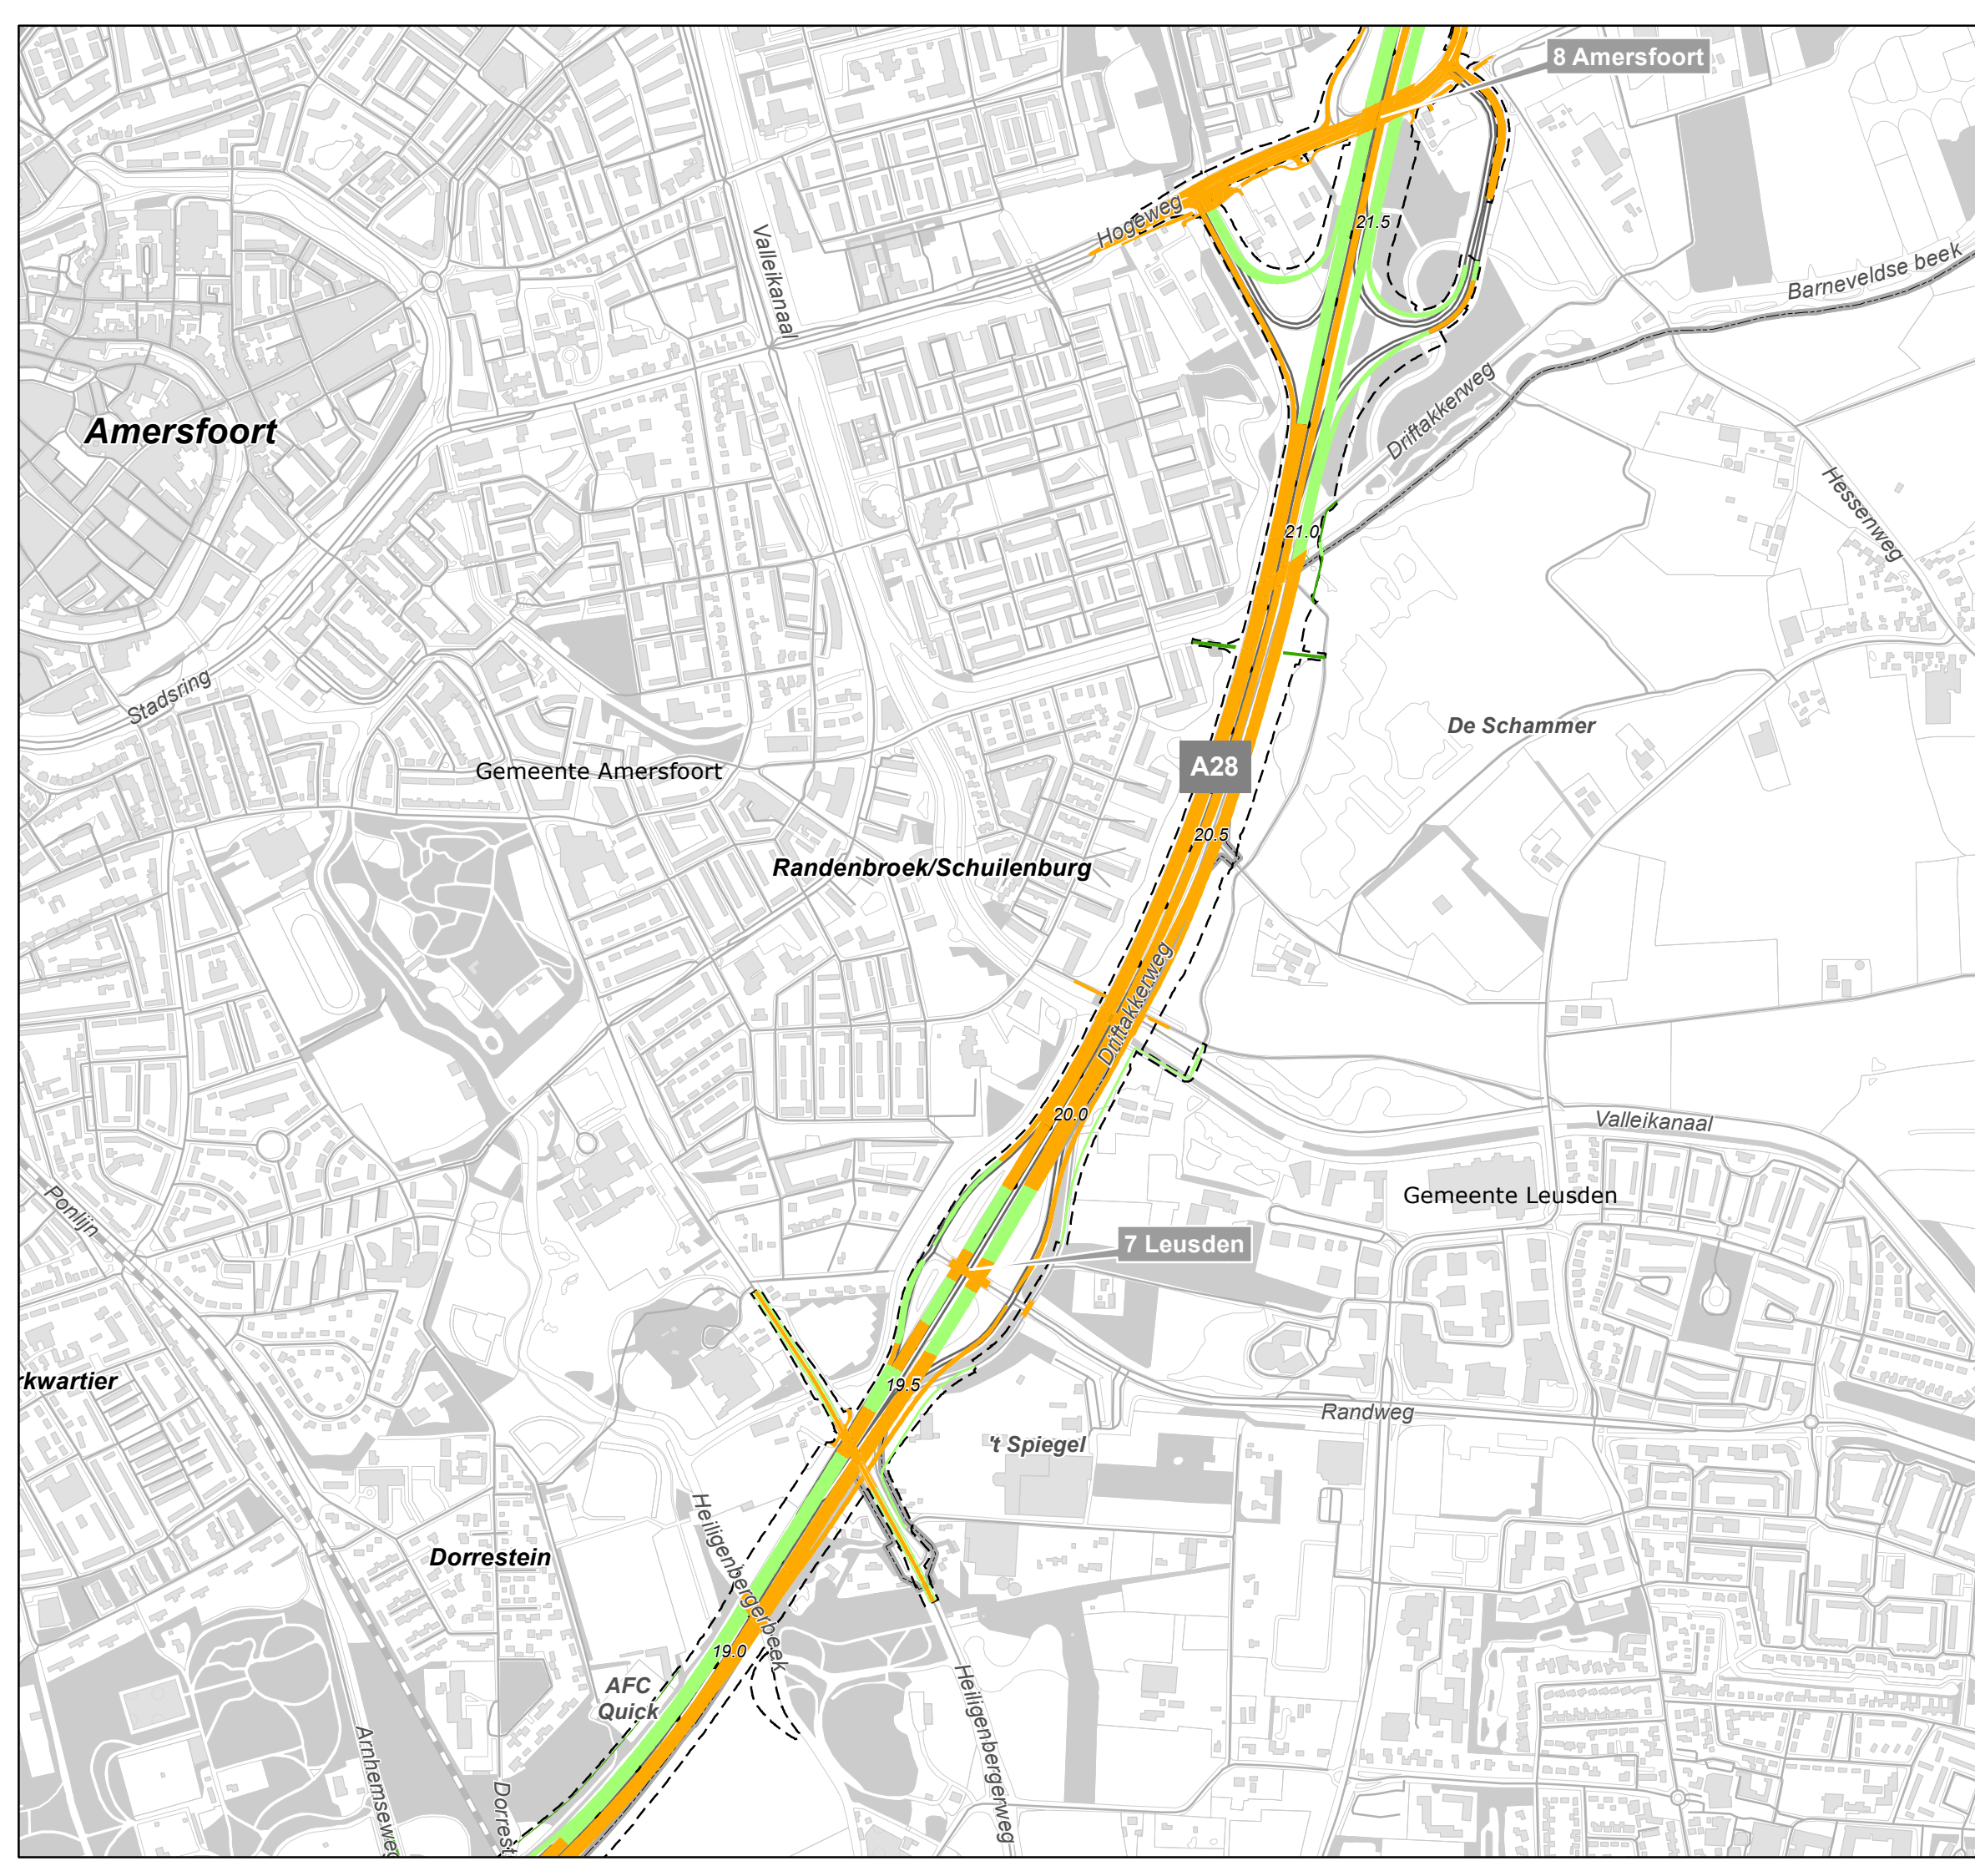 8 Amersfoort
Hogeweg
21.5
Valleikanaal
Barneveldse beek
Driftakkerweg
Amersfoort
Hessenweg
21.0
Stadsring
De Schammer
Gemeente Amersfoort
A28
20.5
Randenbroek/Schuilenburg
Driftakkerweg
20.0
Valleikanaal
Gemeente Leusden
Ponlijn
7 Leusden
rkwartier
19.5
Randweg
't Spiegel
Heiligenbergerbeek
Dorrestein
19.0
AFC
Quick
Heiligenbergerweg
Arnhemseweg
Dorrest